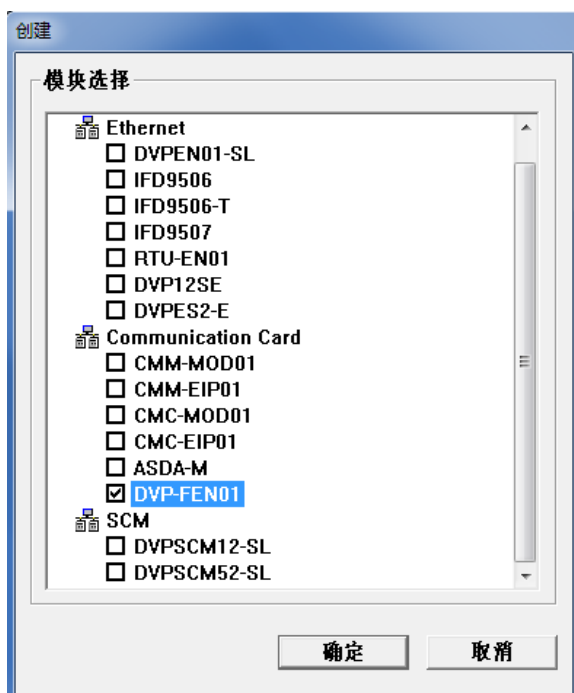 创建
模块选择
Ethernet
DVPEN01-SL
IFD9506
IFD9506-T
IFD9507
RTU-EN01
DVP12SE
DVPES2-E
Communication Card
CMM-MOD01
CMM-EIP01
CMC-MOD01
CMC-EIP01
ASDA-M
DVP-FEN01
SCM
DVPSCM12-SL
DVPSCM52-SL
确定 取消